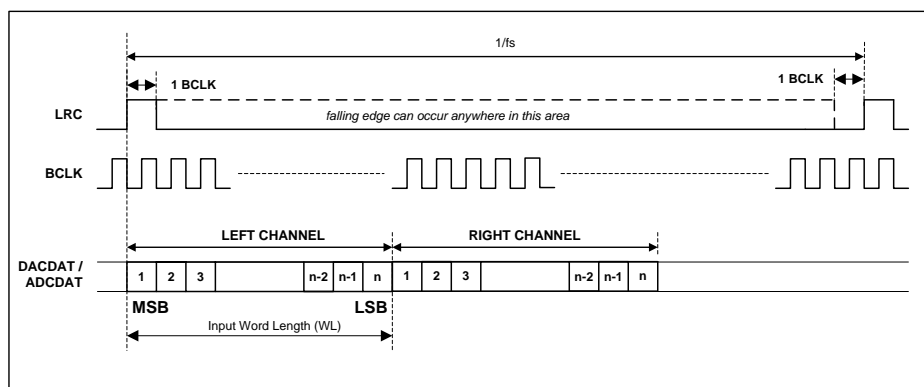 1/fs
1 BCLK
1 BCLK
LRC
falling edge can occur anywhere in this area
BCLK
LEFT CHANNEL
RIGHT CHANNEL
DACDAT /
ADCDAT
1 2 3 n-2 n-1 n 1 2 3 n-2 n-1 n
MSB
LSB
Input Word Length (WL)